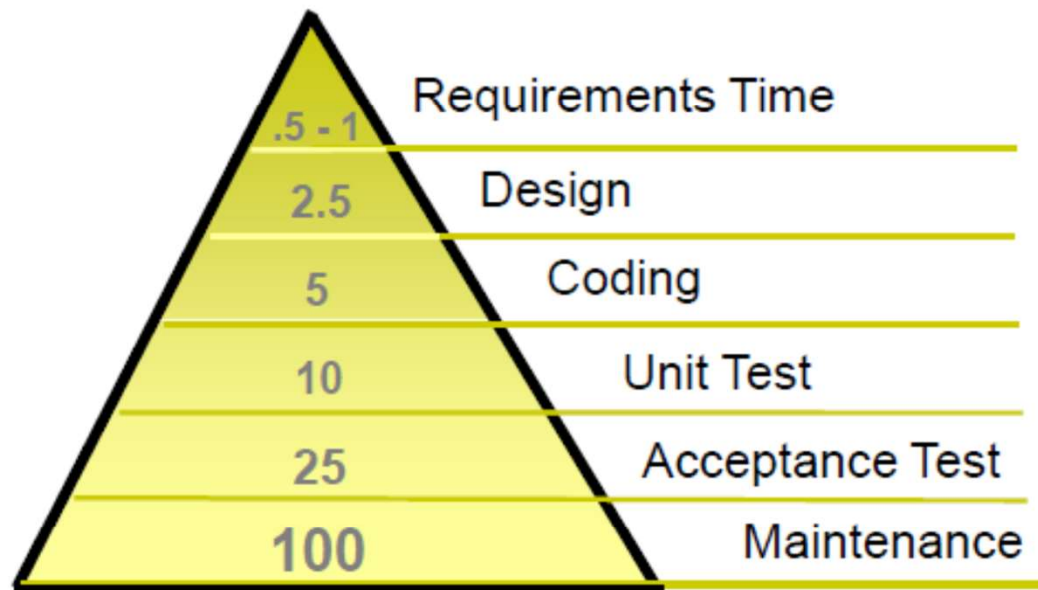 .5 - 1 Requirements Time
2.5 Design
5 Coding
10 Unit Test
25 Acceptance Test
100 Maintenance